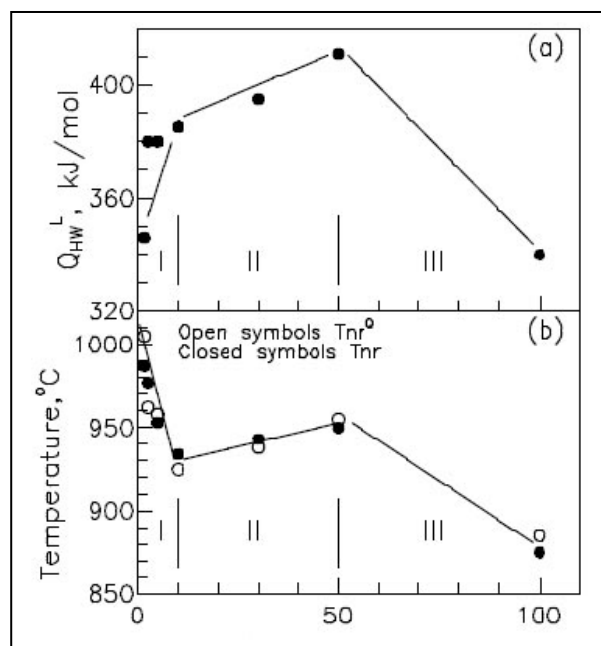 (a)
400
360
320
Q_HW^L, kJ/mol
I II III
(b)
Open symbols Tnr^Q
Closed symbols Tnr
1000
950
900
850
Temperature,°C
I II III
0 50 100